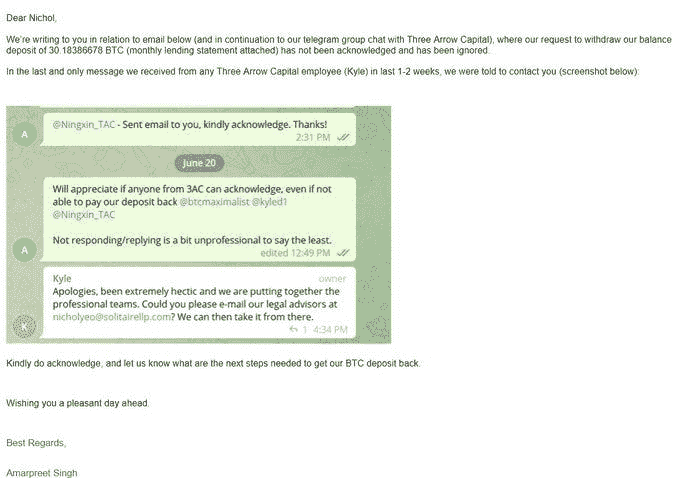 Dear Nichol,
We're writing to you in relation to email below (and in continuation to our telegram group chat with Three Arrow Capital), where our request to withdraw our balance
deposit of 30.18386678 BTC (monthly lending statement attached) has not been acknowledged and has been ignored.
In the last and only message we received from any Three Arrow Capital employee (Kyle) in last 1-2 weeks, we were told to contact you (screenshot below):
@Ningxin_TAC - Sent email to you, kindly acknowledge. Thanks!
A
2:31 PM
June 20
Will appreciate if anyone from 3AC can acknowledge, even if not
able to pay our deposit back @btcmaximalist @kyled1
@Ningxin_TAC
Not responding/replying is a bit unprofessional to say the least.
A
edited 12:49 PM
Kyle owner
Apologies, been extremely hectic and we are putting together the
professional teams. Could you please e-mail our legal advisors at
nicholyeo@solitairellp.com? We can then take it from there.
K
1 4:34 PM
Kindly do acknowledge, and let us know what are the next steps needed to get our BTC deposit back.
Wishing you a pleasant day ahead.
Best Regards,
Amarpreet Singh